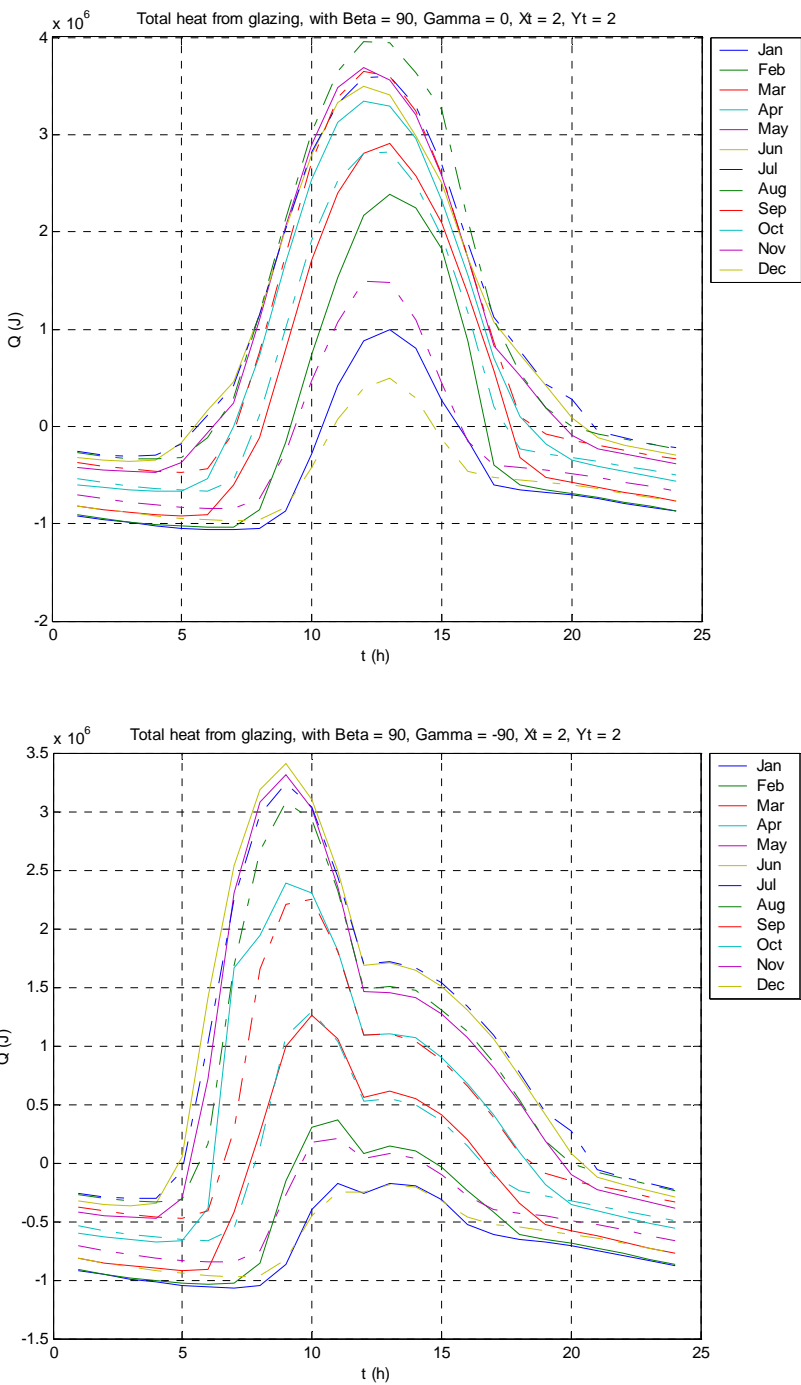 x 10^6
Total heat from glazing, with Beta = 90, Gamma = 0, Xt = 2, Yt = 2
4
3
2
1
0
-1
-2
Q (J)
0 5 10 15 20 25
t (h)
Jan
Feb
Mar
Apr
May
Jun
Jul
Aug
Sep
Oct
Nov
Dec
x 10^6
Total heat from glazing, with Beta = 90, Gamma = -90, Xt = 2, Yt = 2
3.5
3
2.5
2
1.5
1
0.5
0
-0.5
-1
-1.5
Q (J)
0 5 10 15 20 25
t (h)
Jan
Feb
Mar
Apr
May
Jun
Jul
Aug
Sep
Oct
Nov
Dec